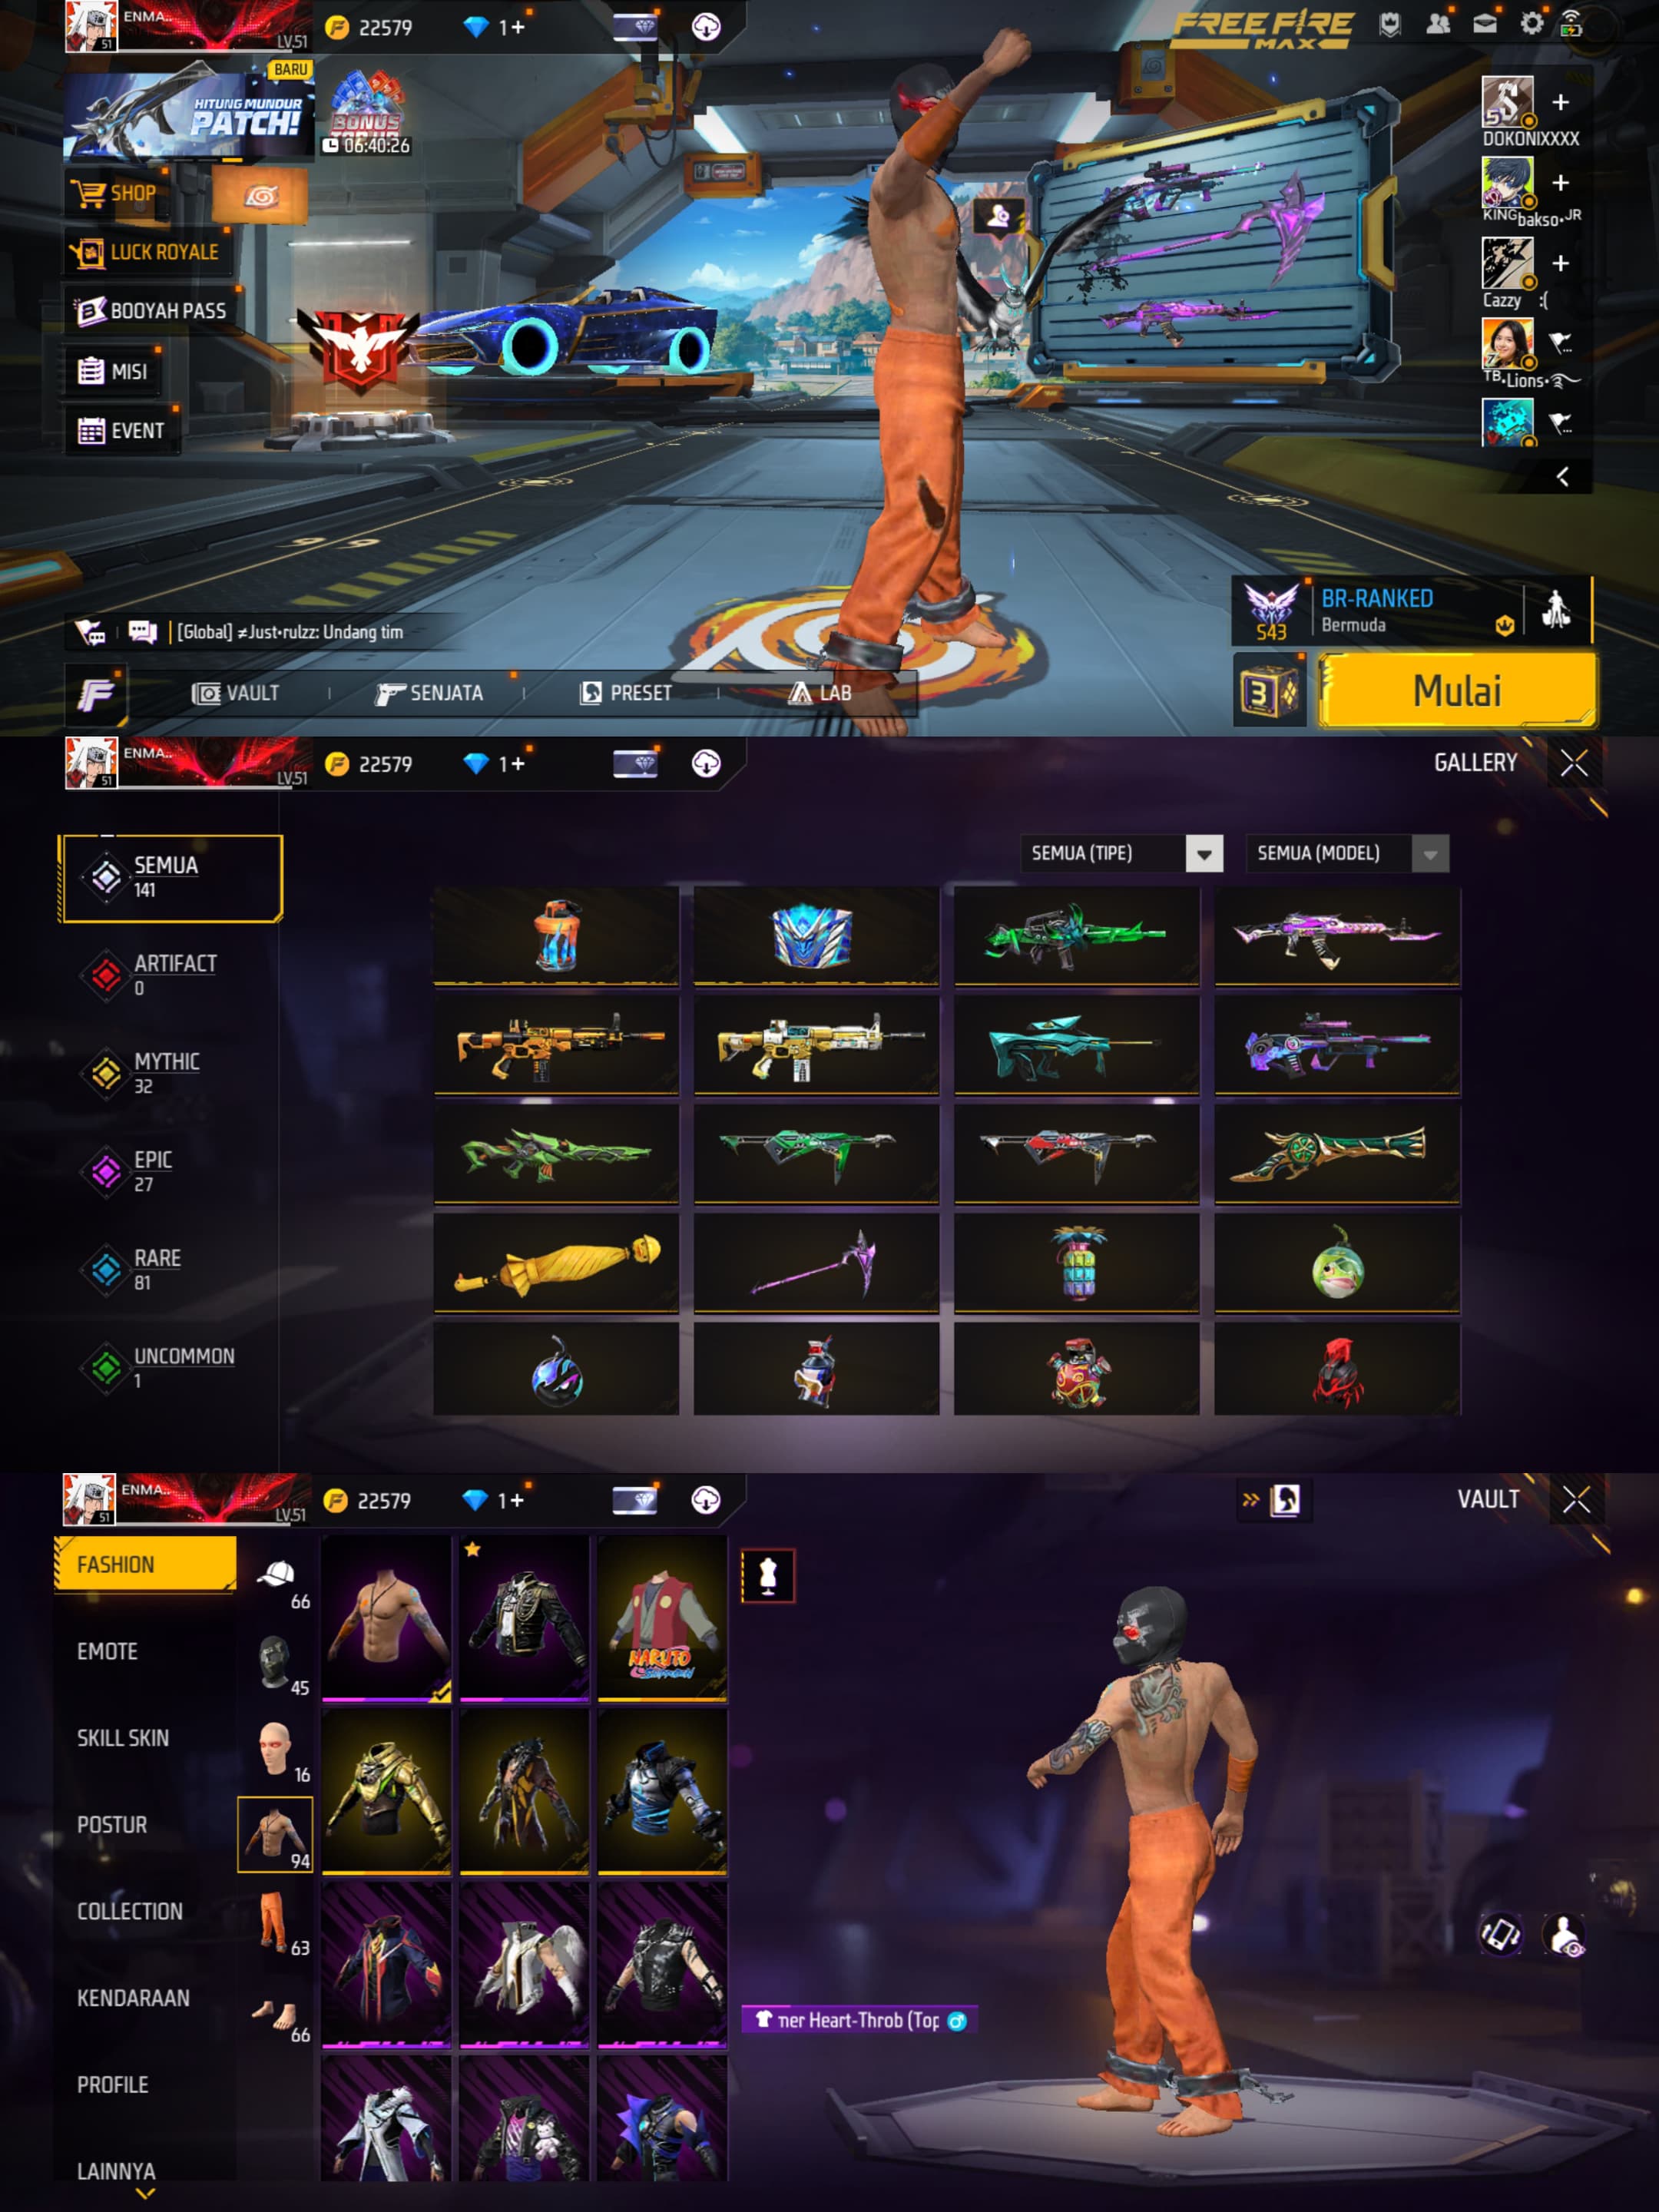 ENMA..
51
LV.51
22579
1+
FREE FIRE
MAX
BARU
HITUNG MUNDUR
PATCH!
BONUS
06:40:26
SHOP
LUCK ROYALE
BOOYAH PASS
MISI
EVENT
DOKONIXXXX
KINGbakso•JR
Cazzy :(
TB•Lions•
[Global] ≠Just•rulzz: Undang tim
VAULT
SENJATA
PRESET
LAB
BR-RANKED
Bermuda
S43
3
Mulai
ENMA..
51
LV.51
22579
1+
GALLERY
SEMUA
141
ARTIFACT
0
MYTHIC
32
EPIC
27
RARE
81
UNCOMMON
1
SEMUA (TIPE)
SEMUA (MODEL)
ENMA..
51
LV.51
22579
1+
VAULT
FASHION
EMOTE
SKILL SKIN
POSTUR
COLLECTION
KENDARAAN
PROFILE
LAINNYA
66
45
16
94
63
66
NARUTO
SHIPPUDEN
ner Heart-Throb (Top